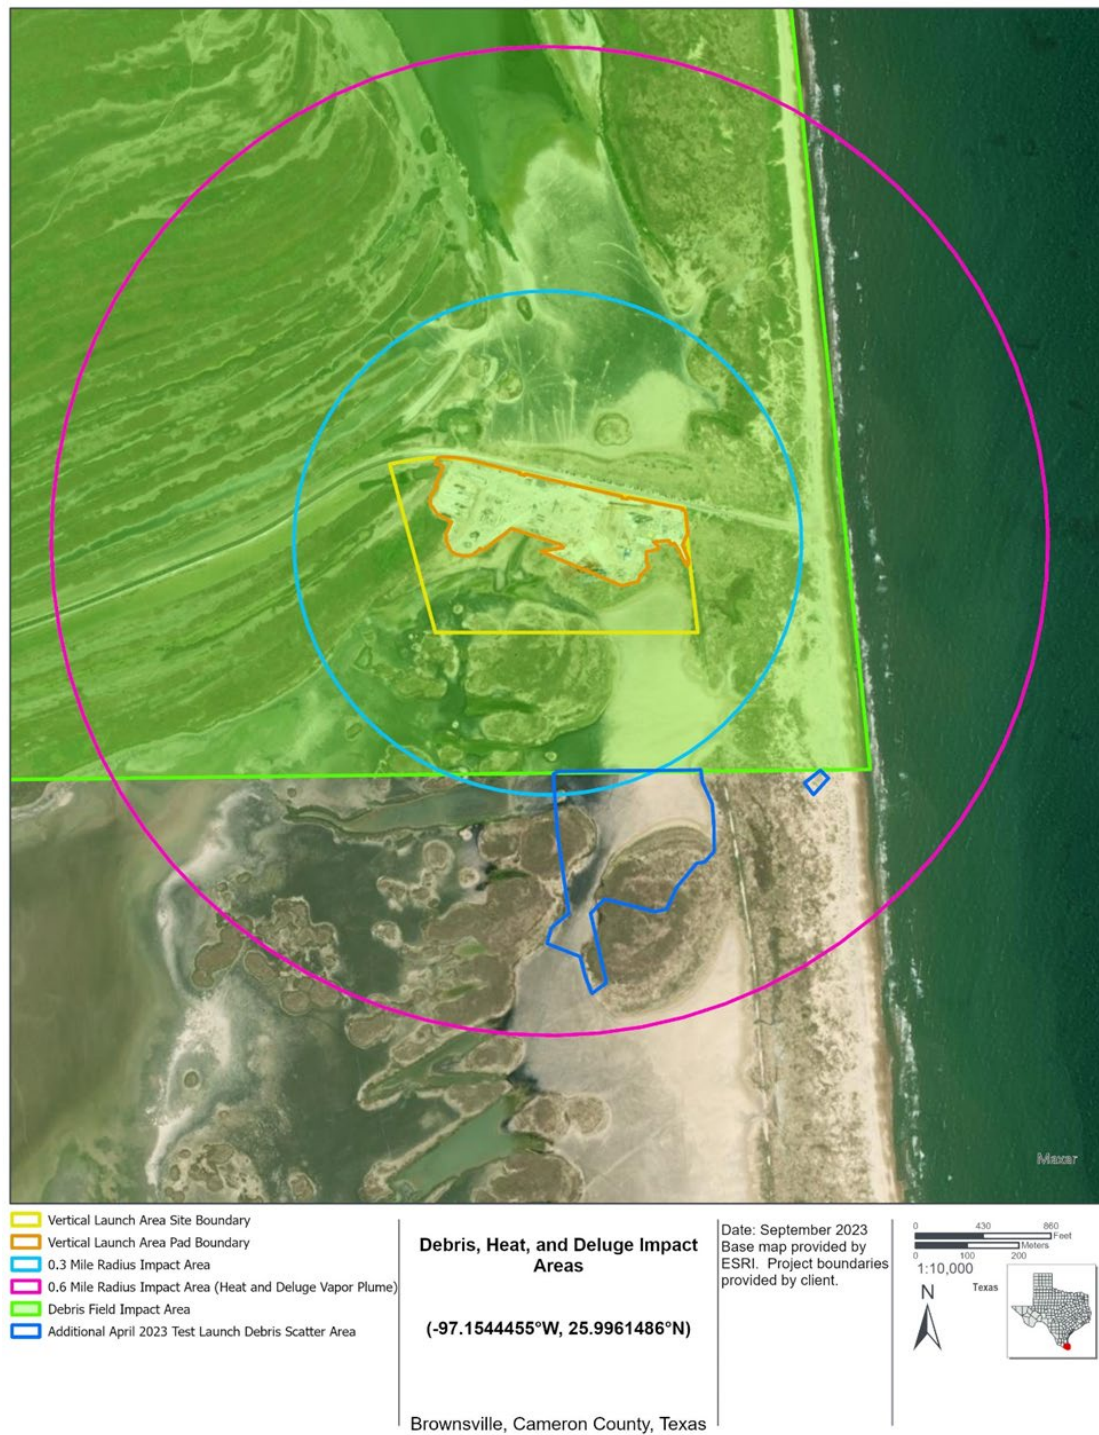 Maxar
Vertical Launch Area Site Boundary
Vertical Launch Area Pad Boundary
0.3 Mile Radius Impact Area
0.6 Mile Radius Impact Area (Heat and Deluge Vapor Plume)
Debris Field Impact Area
Additional April 2023 Test Launch Debris Scatter Area
Debris, Heat, and Deluge Impact
Areas
(-97.1544455°W, 25.9961486°N)
Brownsville, Cameron County, Texas
Date: September 2023
Base map provided by
ESRI. Project boundaries
provided by client.
0 430 860
Feet
Meters
0 100 200
1:10,000
N
Texas